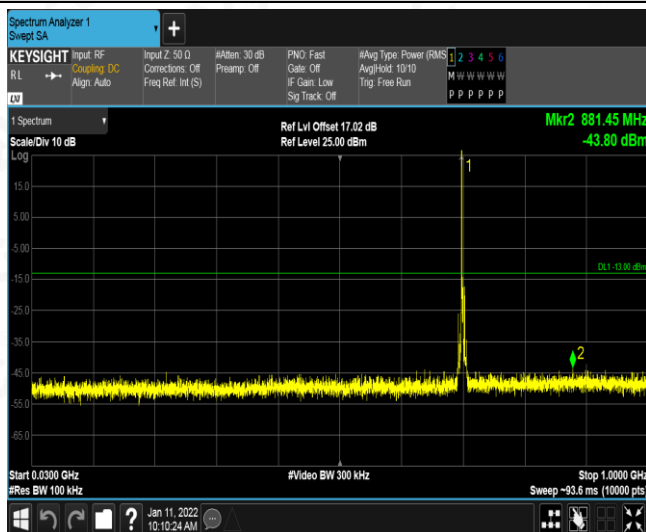 Spectrum Analyzer 1
Swept SA
+
KEYSIGHT
RL
LXI
Input: RF
Coupling: DC
Align: Auto
Input Z: 50 Ω
Corrections: Off
Freq Ref: Int (S)
#Atten: 30 dB
Preamp: Off
PNO: Fast
Gate: Off
IF Gain: Low
Sig Track: Off
#Avg Type: Power (RMS
Avg|Hold: 10/10
Trig: Free Run
1 2 3 4 5 6
M W W W W W
P P P P P P
1 Spectrum
Scale/Div 10 dB
Ref Lvl Offset 17.02 dB
Ref Level 25.00 dBm
Mkr2 881.45 MHz
-43.80 dBm
Log
1
15.0
5.00
-5.00
DL1 -13.00 dBm
-15.0
-25.0
-35.0
2
-45.0
-55.0
-65.0
Start 0.0300 GHz
#Res BW 100 kHz
#Video BW 300 kHz
Stop 1.0000 GHz
Sweep ~93.6 ms (10000 pts)
?
Jan 11, 2022
10:10:24 AM